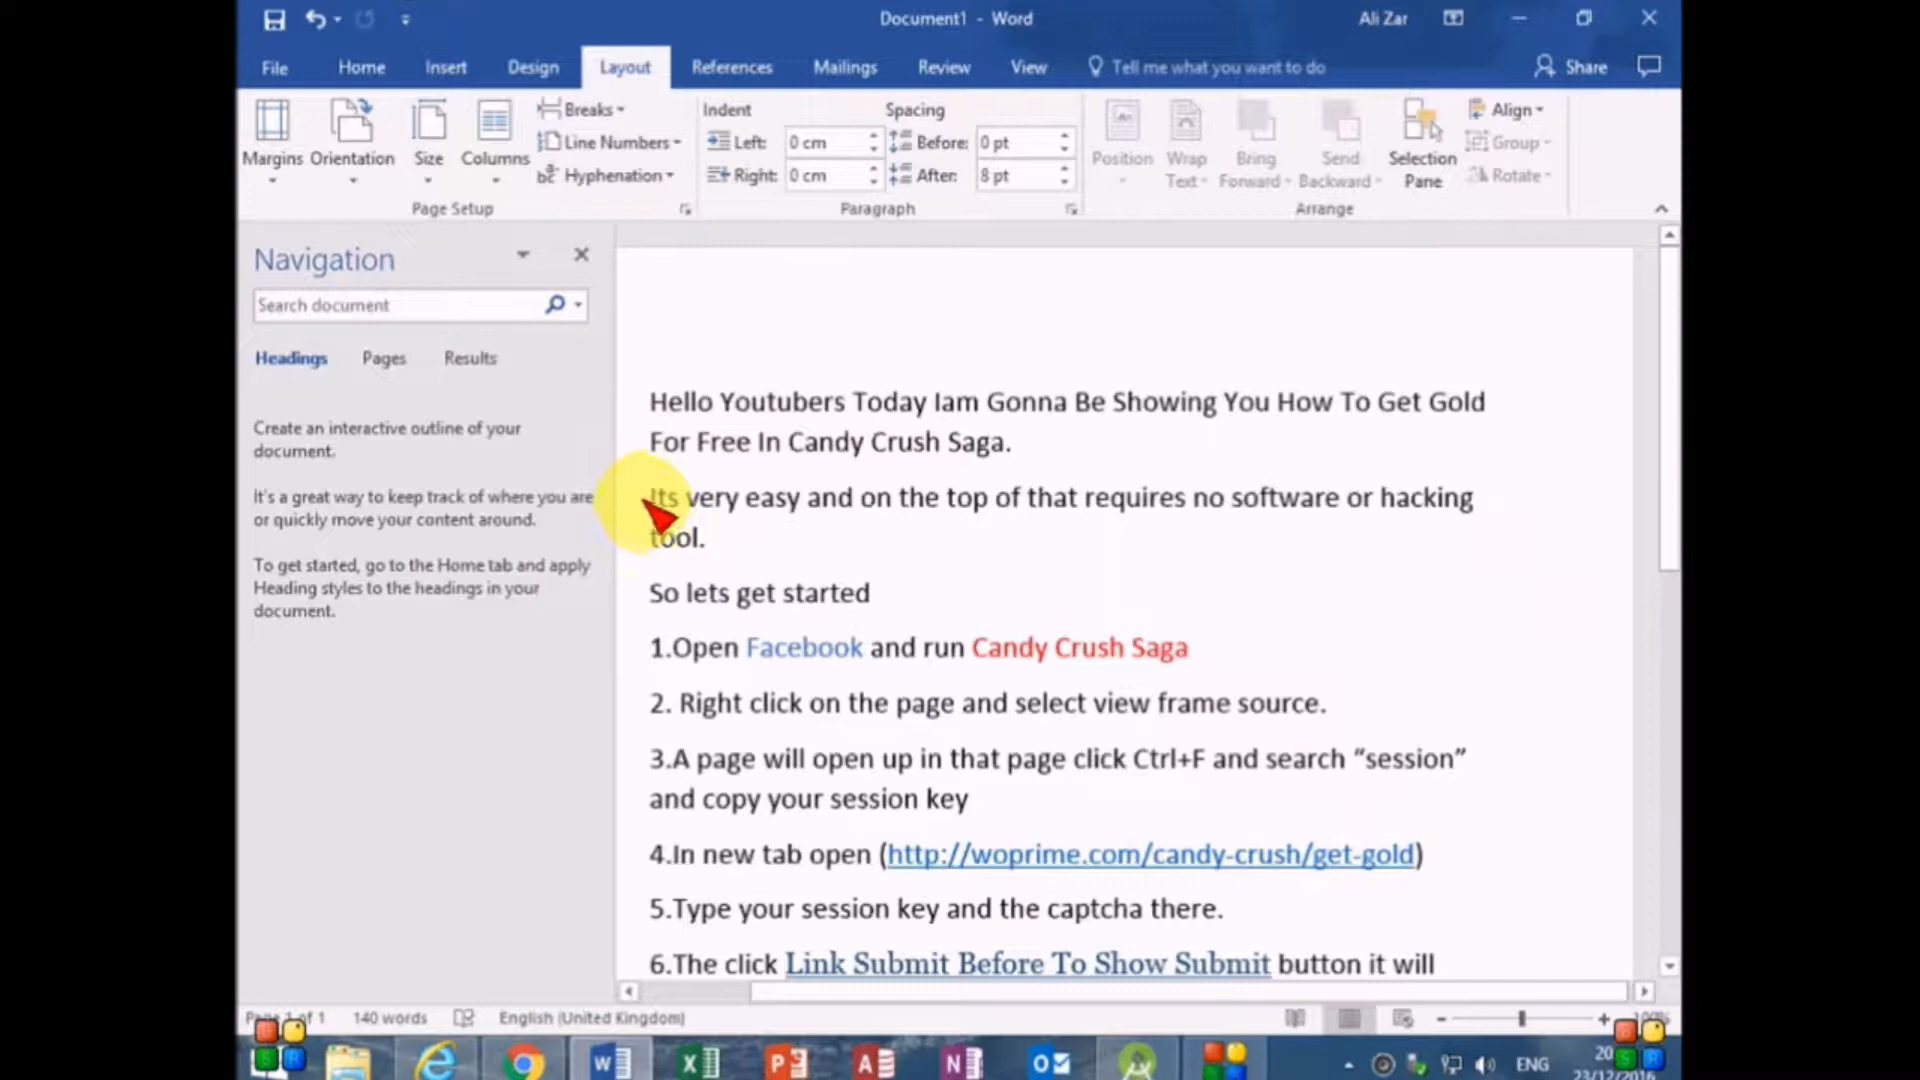 Document1 - Word
Ali Zar
File Home Insert Design Layout References Mailings Review View Tell me what you want to do Share
Margins Orientation Size Columns
Breaks
Line Numbers
Hyphenation
Page Setup
Indent
Left: 0 cm
Right: 0 cm
Spacing
Before: 0 pt
After: 8 pt
Paragraph
Position
Wrap Text
Bring Forward
Send Backward
Selection Pane
Align
Group
Rotate
Arrange
Navigation
Search document
Headings Pages Results
Create an interactive outline of your
document.
It's a great way to keep track of where you are
or quickly move your content around.
To get started, go to the Home tab and apply
Heading styles to the headings in your
document.
Hello Youtubers Today Iam Gonna Be Showing You How To Get Gold
For Free In Candy Crush Saga.
Its very easy and on the top of that requires no software or hacking
tool.
So lets get started
1.Open Facebook and run Candy Crush Saga
2. Right click on the page and select view frame source.
3.A page will open up in that page click Ctrl+F and search “session”
and copy your session key
4.In new tab open (http://woprime.com/candy-crush/get-gold)
5.Type your session key and the captcha there.
6.The click Link Submit Before To Show Submit button it will
Page 1 of 1 140 words English (United Kingdom)
ENG
23/12/2016